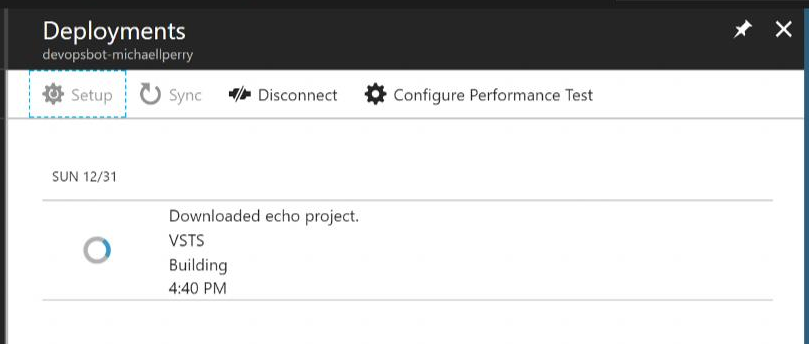 Deployments
devopsbot-michaellperry
Setup Sync Disconnect Configure Performance Test
SUN 12/31
Downloaded echo project.
VSTS
Building
4:40 PM